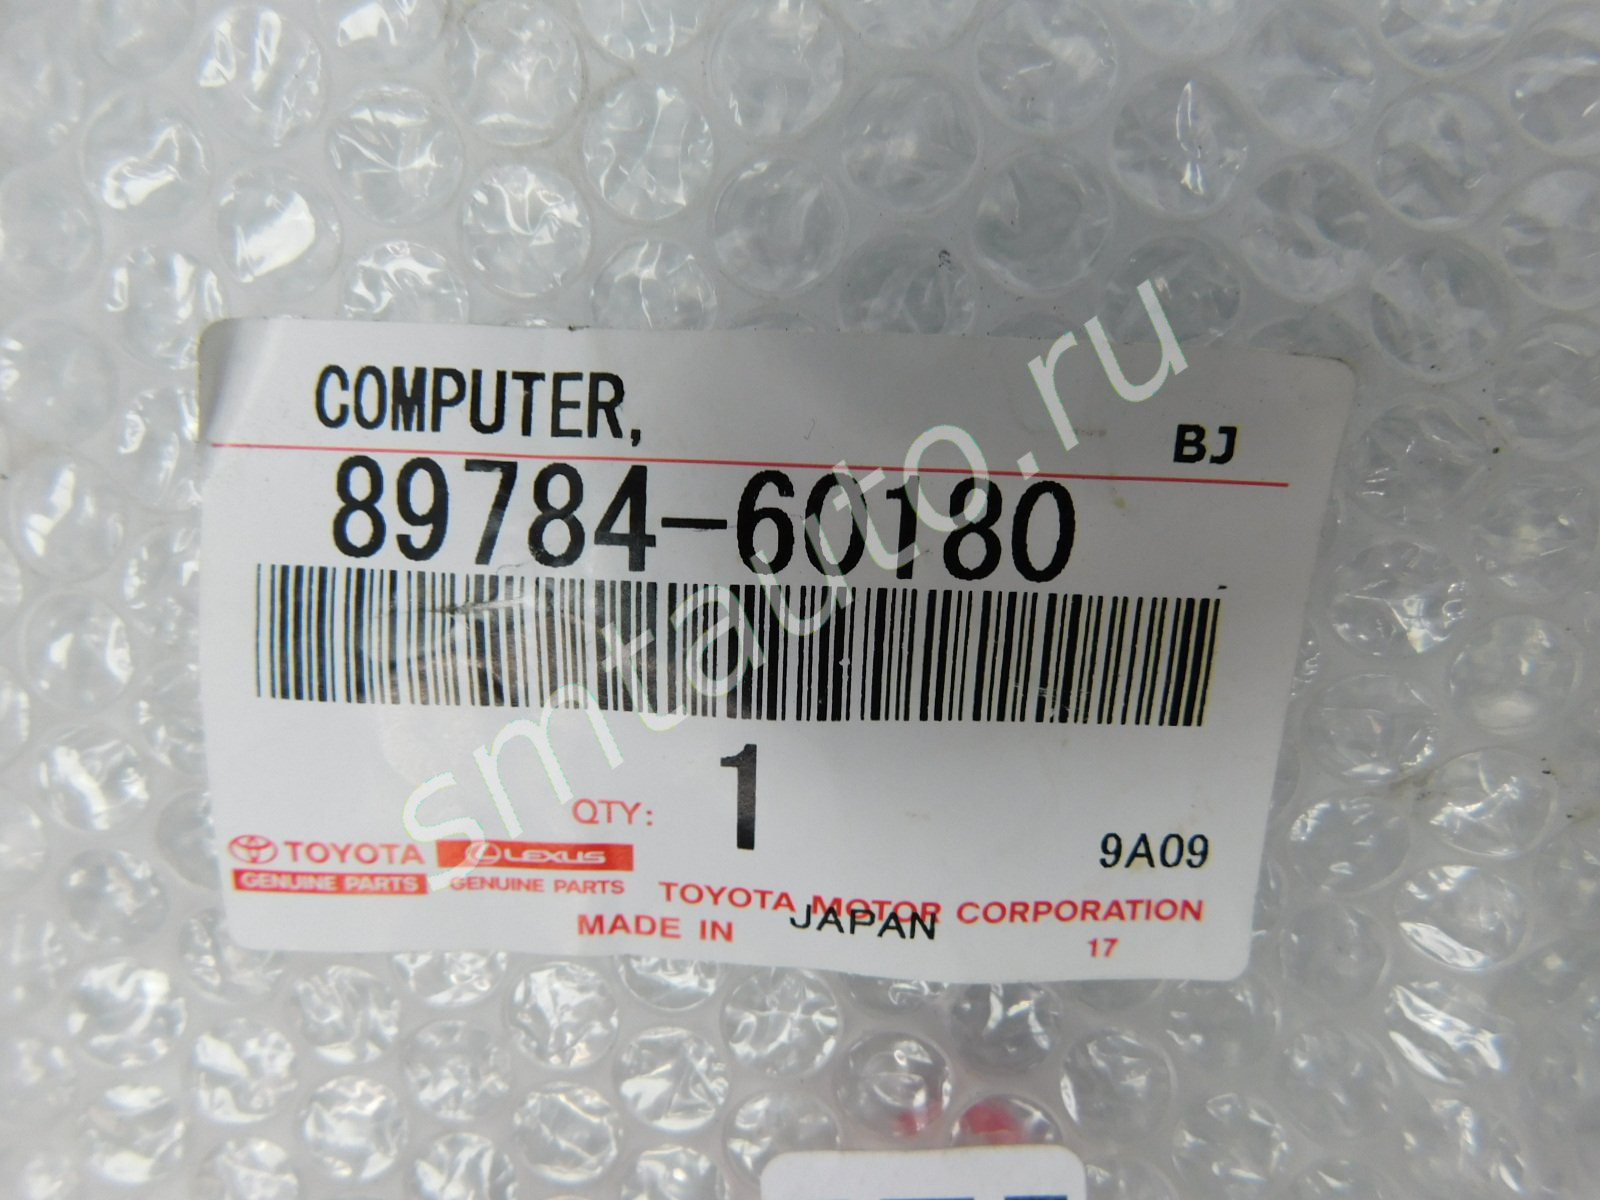 COMPUTER,
BJ
89784-60180
QTY: 1
9A09
TOYOTA LEXUS
GENUINE PARTS GENUINE PARTS
TOYOTA MOTOR CORPORATION
MADE IN JAPAN
17
smtauto.ru